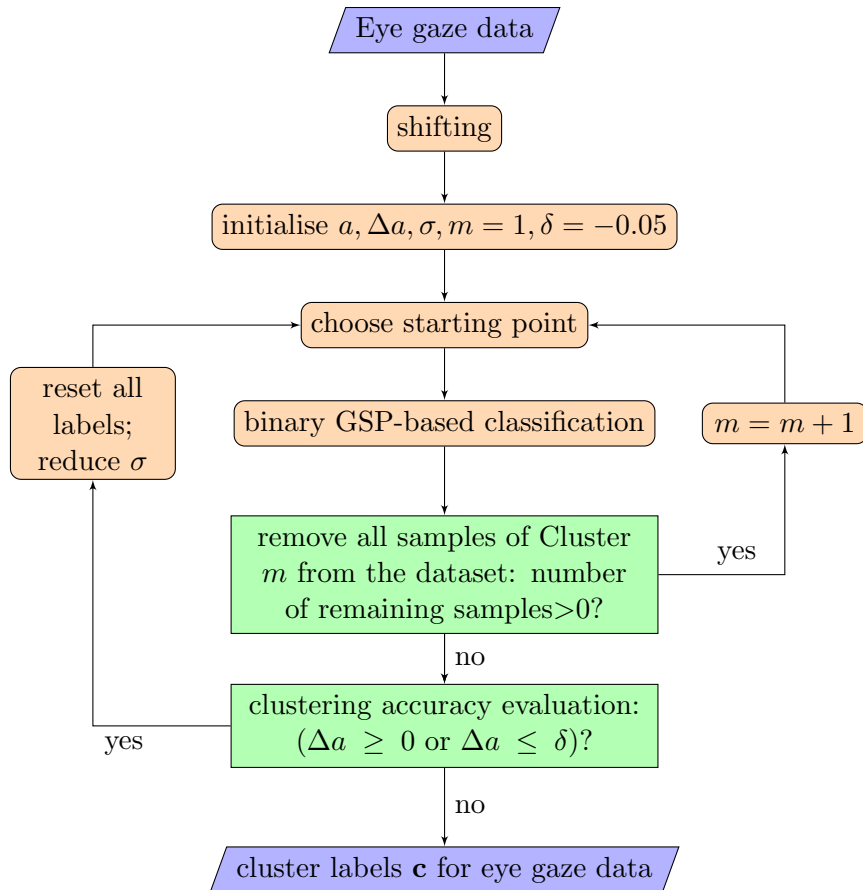 Eye gaze data
shifting
initialise a, Δa, σ, m = 1, δ = −0.05
choose starting point
reset all
labels;
reduce σ
binary GSP-based classification
m = m + 1
remove all samples of Cluster
m from the dataset: number
of remaining samples>0?
yes
no
clustering accuracy evaluation:
(Δa ≥ 0 or Δa ≤ δ)?
yes
no
cluster labels c for eye gaze data